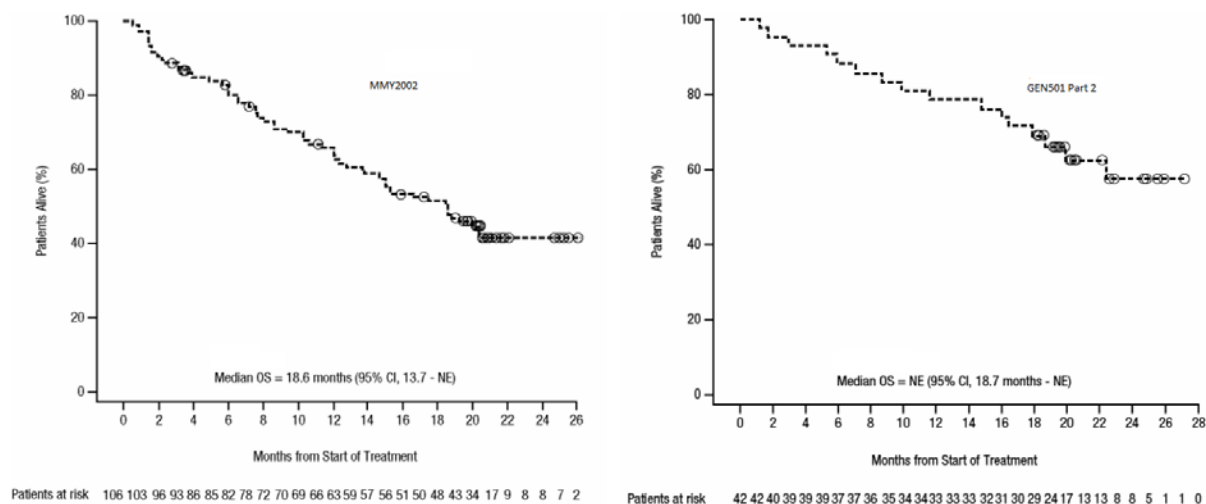 100
80
60
40
20
0
Patients Alive (%)
MMY2002
Median OS = 18.6 months (95% CI, 13.7 - NE)
0 2 4 6 8 10 12 14 16 18 20 22 24 26
Months from Start of Treatment
Patients at risk 106 103 96 93 86 85 82 78 72 70 69 66 63 59 57 56 51 50 48 43 34 17 9 8 8 7 2
100
80
60
40
20
0
Patients Alive (%)
GEN501 Part 2
Median OS = NE (95% CI, 18.7 months - NE)
0 2 4 6 8 10 12 14 16 18 20 22 24 26 28
Months from Start of Treatment
Patients at risk 42 42 40 39 39 39 37 37 36 35 34 34 33 33 33 32 31 30 29 24 17 13 13 8 8 5 1 1 0